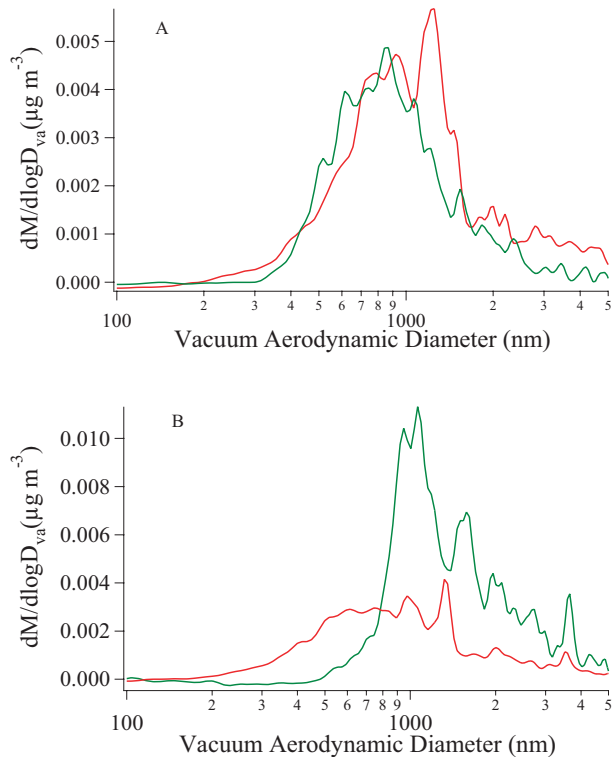 A
dM/dlogDva(µg m-3)
0.005
0.004
0.003
0.002
0.001
0.000
2 3 4 5 6 7 8 9 2 3 4 5
100 1000
Vacuum Aerodynamic Diameter (nm)
B
dM/dlogDva(µg m-3)
0.010
0.008
0.006
0.004
0.002
0.000
2 3 4 5 6 7 8 9 2 3 4 5
100 1000
Vacuum Aerodynamic Diameter (nm)